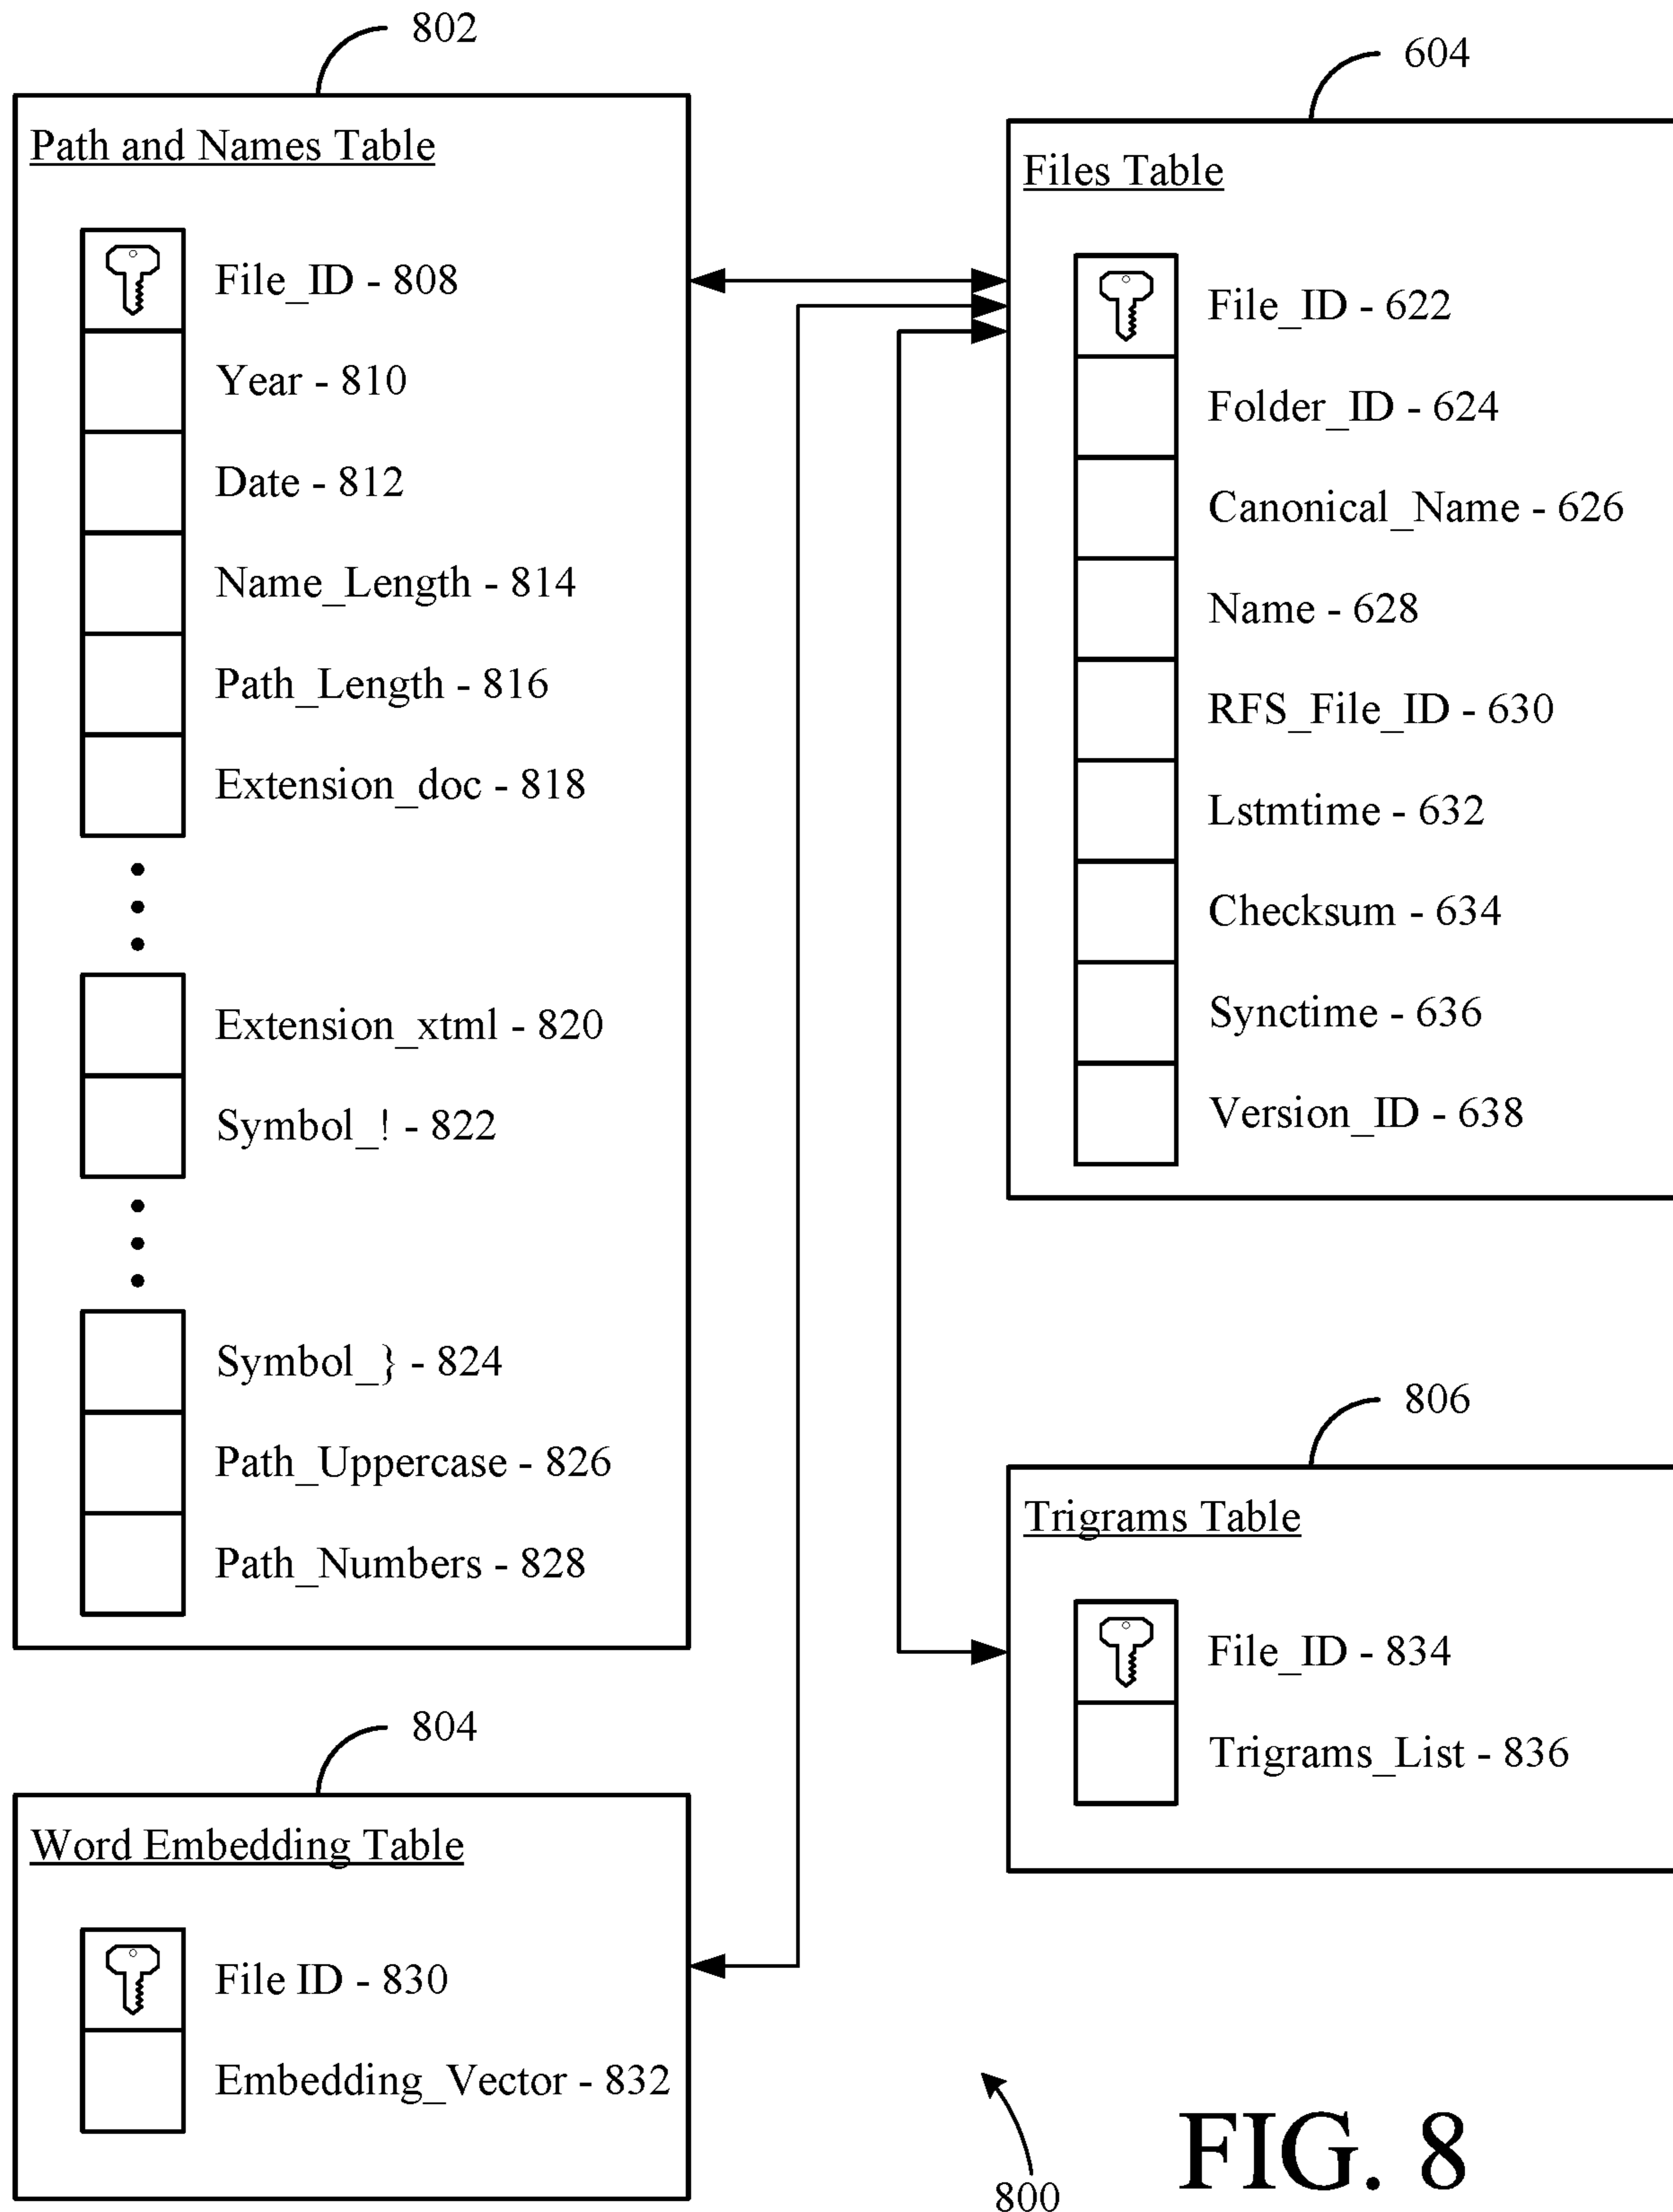 802
Path and Names Table
File_ID - 808
Year - 810
Date - 812
Name_Length - 814
Path_Length - 816
Extension_doc - 818
Extension_xtml - 820
Symbol_! - 822
Symbol_} - 824
Path_Uppercase - 826
Path_Numbers - 828
604
Files Table
File_ID - 622
Folder_ID - 624
Canonical_Name - 626
Name - 628
RFS_File_ID - 630
Lstmtime - 632
Checksum - 634
Synctime - 636
Version_ID - 638
804
Word Embedding Table
File ID - 830
Embedding_Vector - 832
806
Trigrams Table
File_ID - 834
Trigrams_List - 836
800
FIG. 8